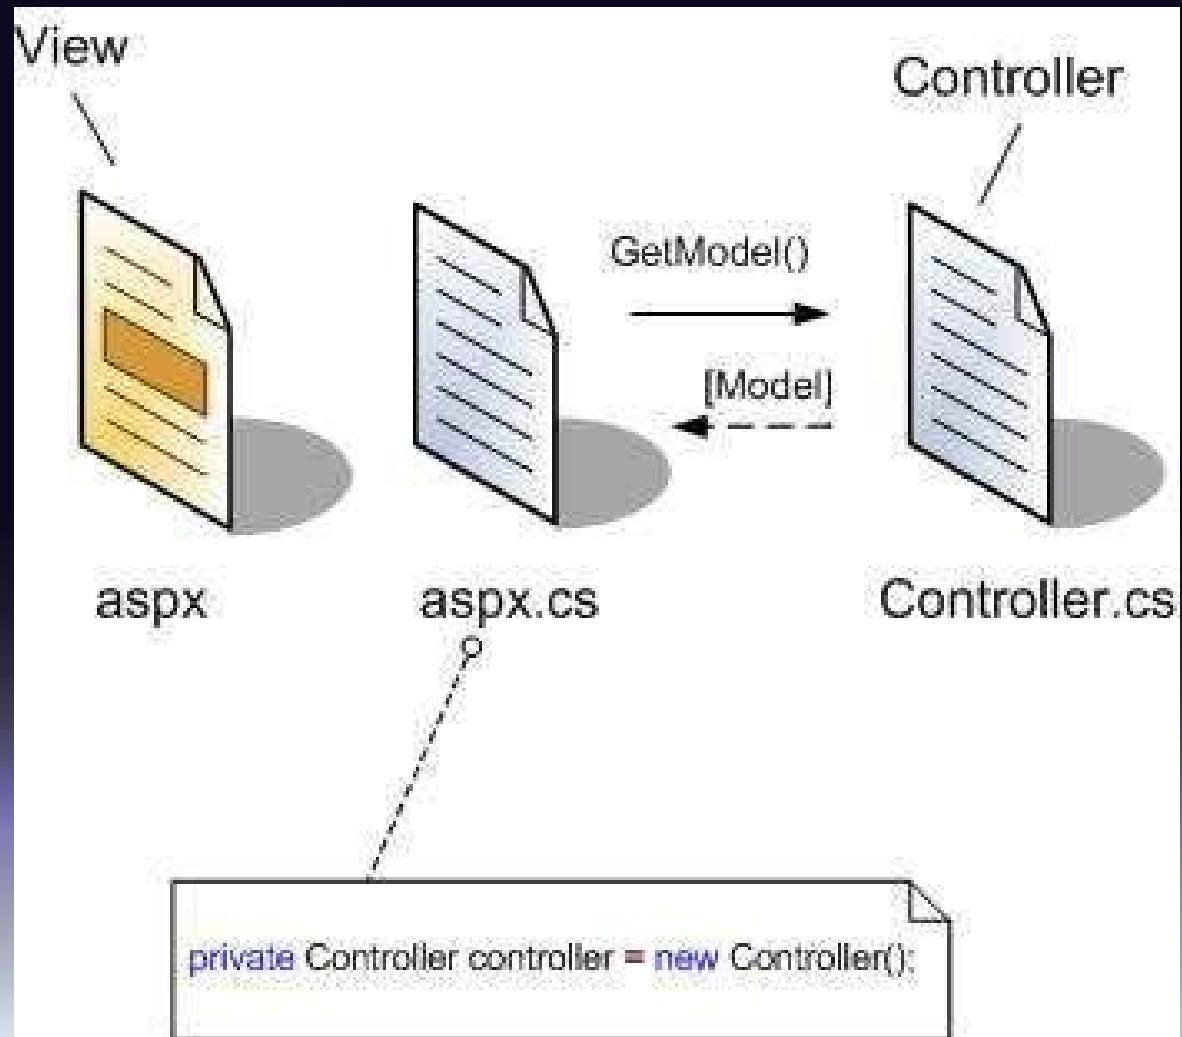 View
Controller
GetModel()
[Model]
aspx
aspx.cs
Controller.cs
private Controller controller = new Controller();